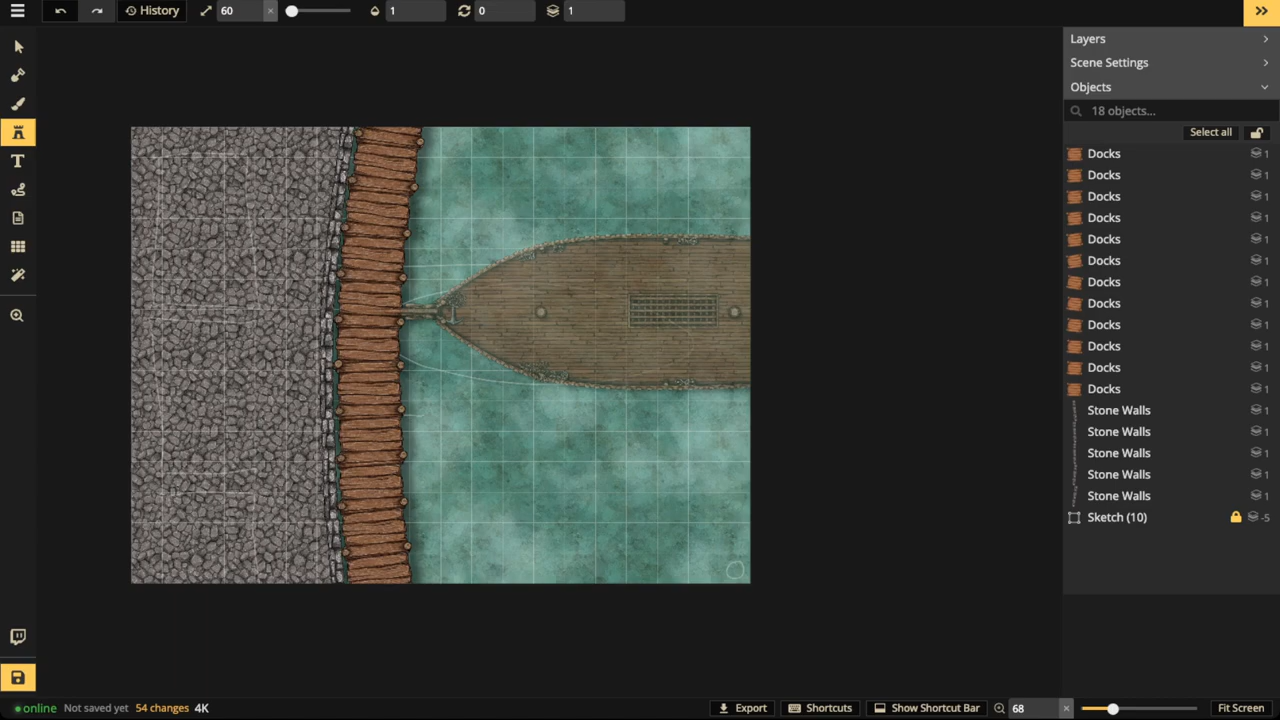 History 60 × 1 0 1
Layers
Scene Settings
Objects
18 objects...
Select all
Docks 1
Docks 1
Docks 1
Docks 1
Docks 1
Docks 1
Docks 1
Docks 1
Docks 1
Docks 1
Docks 1
Docks 1
Stone Walls 1
Stone Walls 1
Stone Walls 1
Stone Walls 1
Stone Walls 1
Sketch (10) -5
online Not saved yet 54 changes 4K Export Shortcuts Show Shortcut Bar 68 × Fit Screen